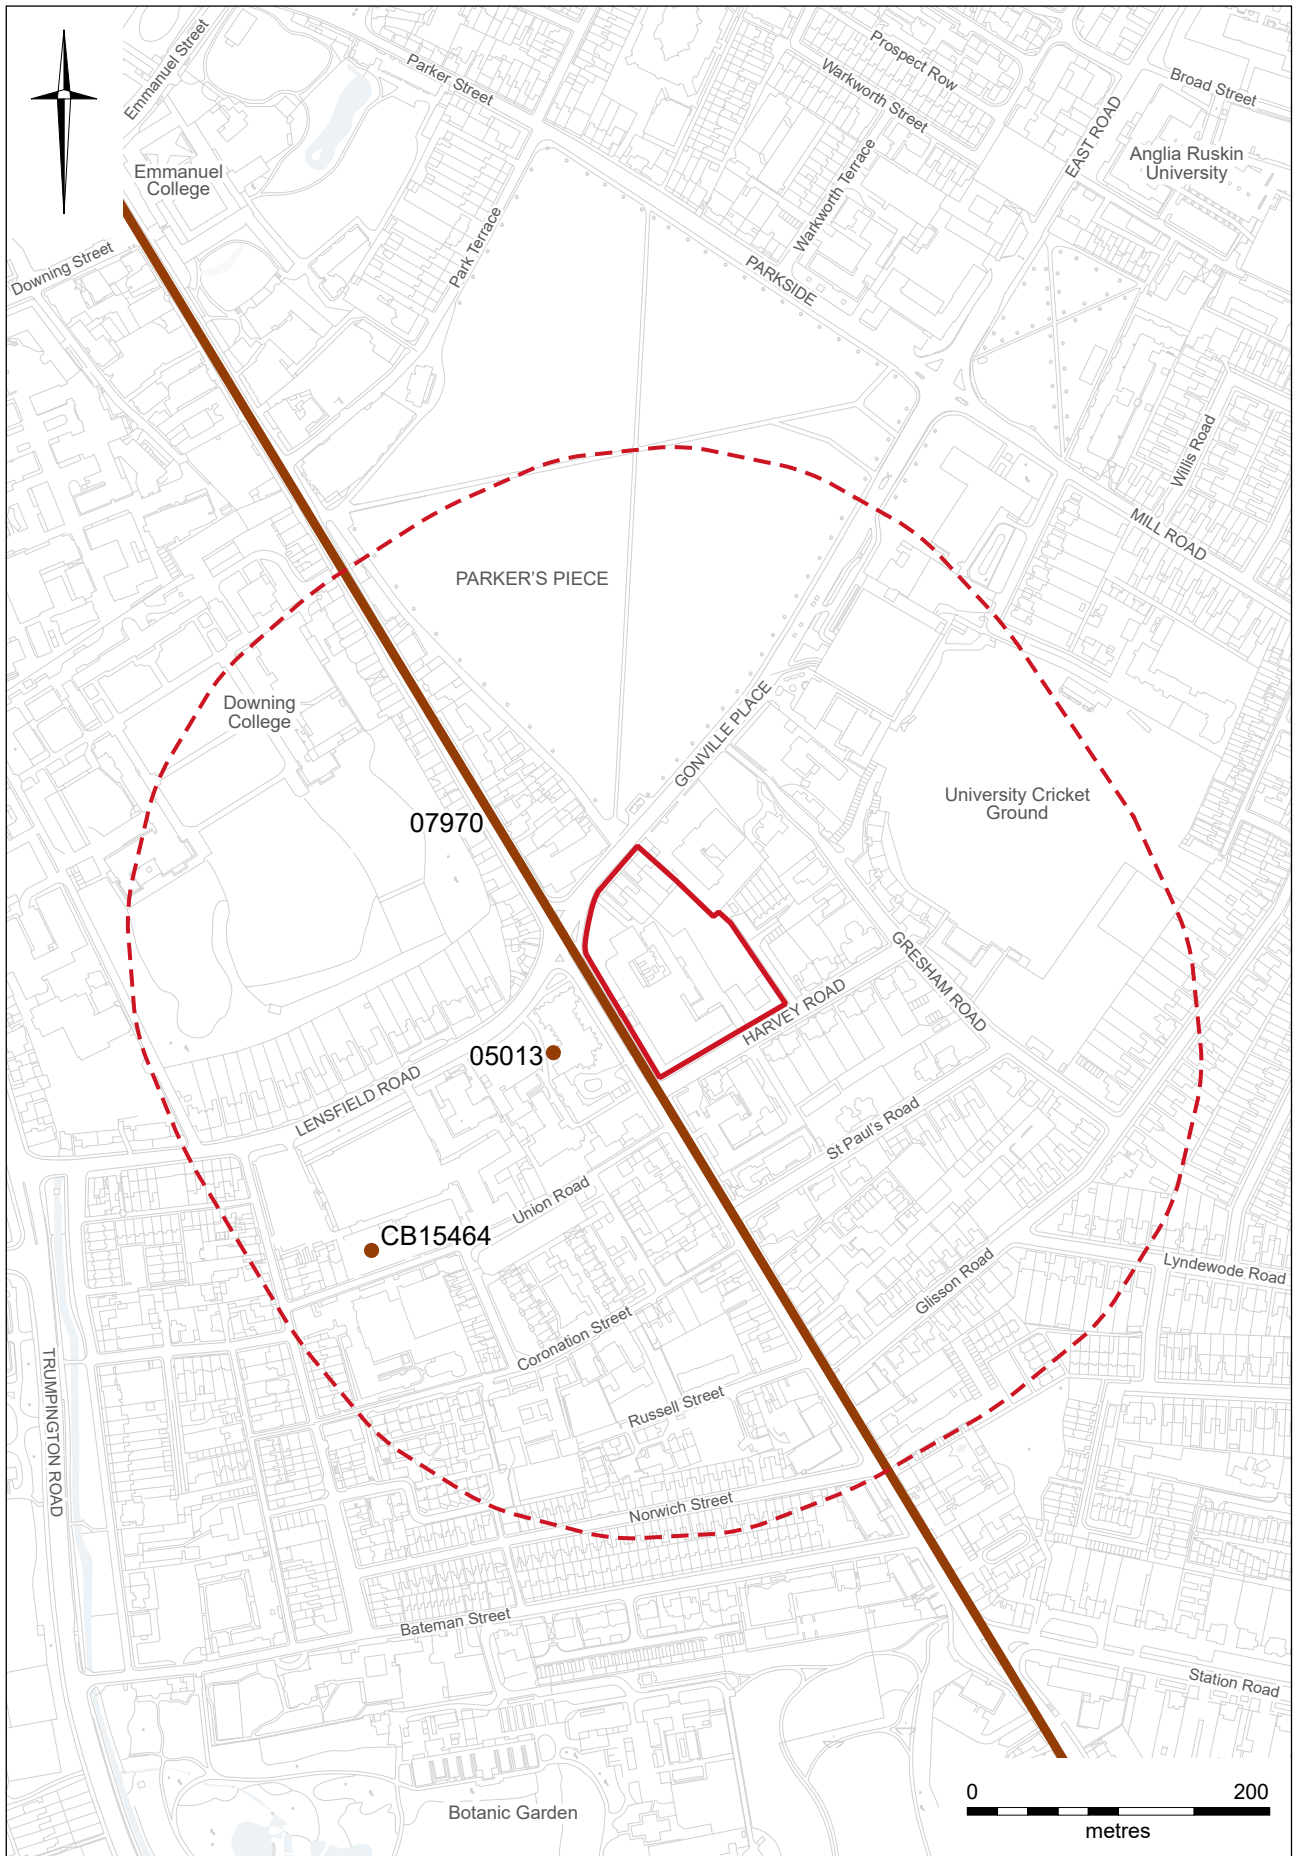 Emmanuel Street
Parker Street
Prospect Row
Warkworth Street
Broad Street
EAST ROAD
Anglia Ruskin
University
Emmanuel
College
Warkworth Terrace
Park Terrace
Downing Street
PARKSIDE
Willis Road
MILL ROAD
PARKER'S PIECE
Downing
College
GONVILLE PLACE
University Cricket
Ground
07970
GRESHAM ROAD
HARVEY ROAD
05013
LENSFIELD ROAD
St Paul's Road
Union Road
CB15464
Glisson Road
Lyndewode Road
Coronation Street
TRUMPINGTON ROAD
Russell Street
Norwich Street
Bateman Street
Station Road
Botanic Garden
0 200
metres